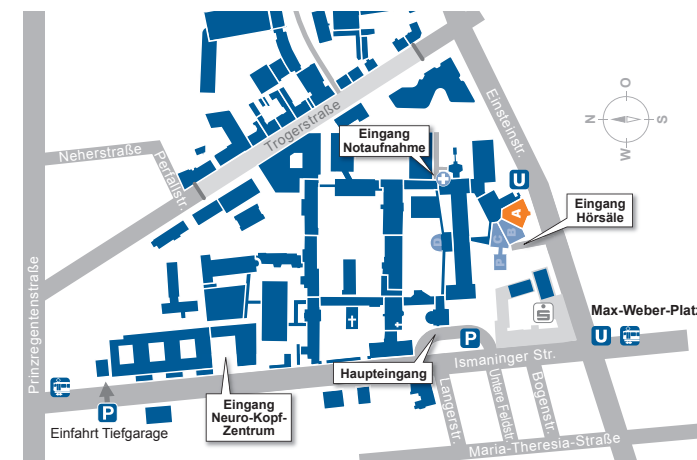 Einsteinstr.
O
N
S
W
Trogerstraße
Eingang
Notaufnahme
Neherstraße
Perfallstr.
U
A
B
C
P
D
Eingang
Hörsäle
Prinzregentenstraße
Max-Weber-Platz
U
P
Ismaninger Str.
Haupteingang
Langerstr.
Untere Feldstr.
Bogenstr.
P
Einfahrt Tiefgarage
Eingang
Neuro-Kopf-
Zentrum
Maria-Theresia-Straße